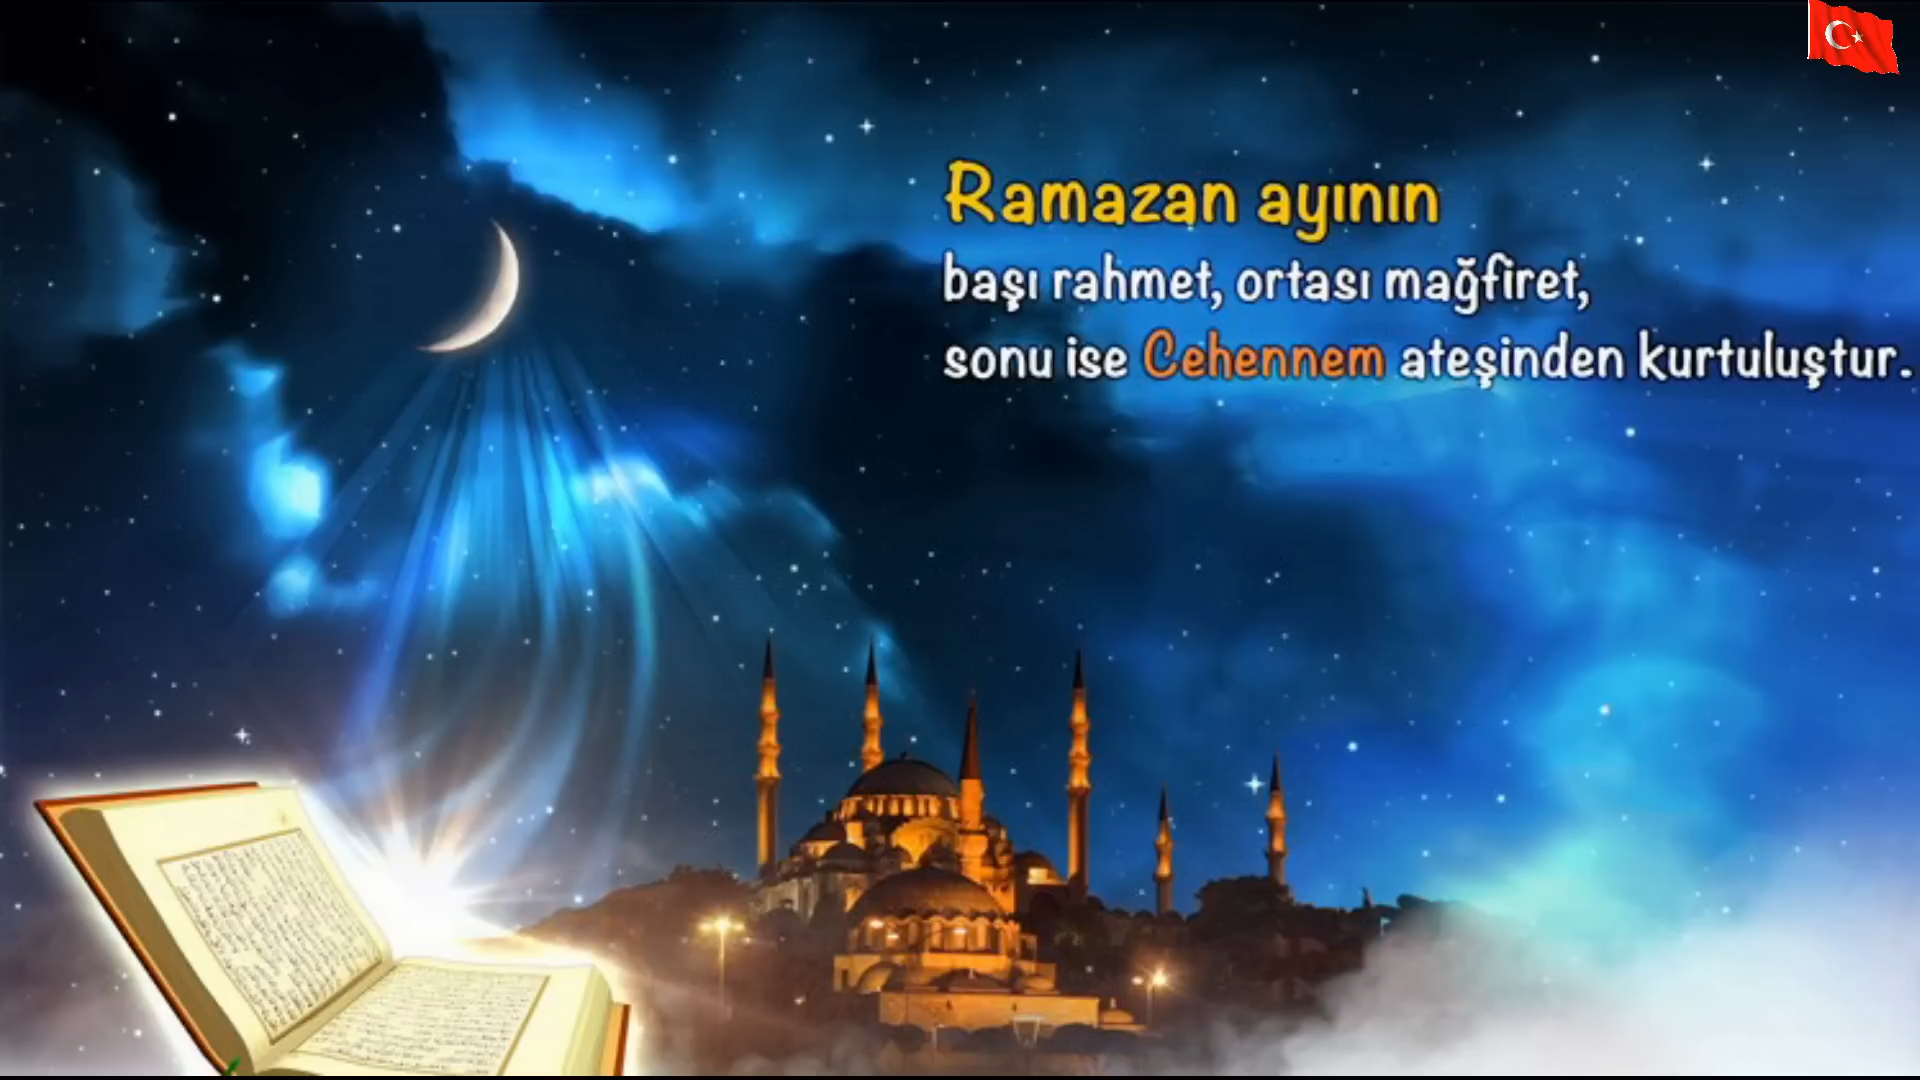 Ramazan ayının
başı rahmet, ortası mağfiret,
sonu ise Cehennem ateşinden kurtuluştur.